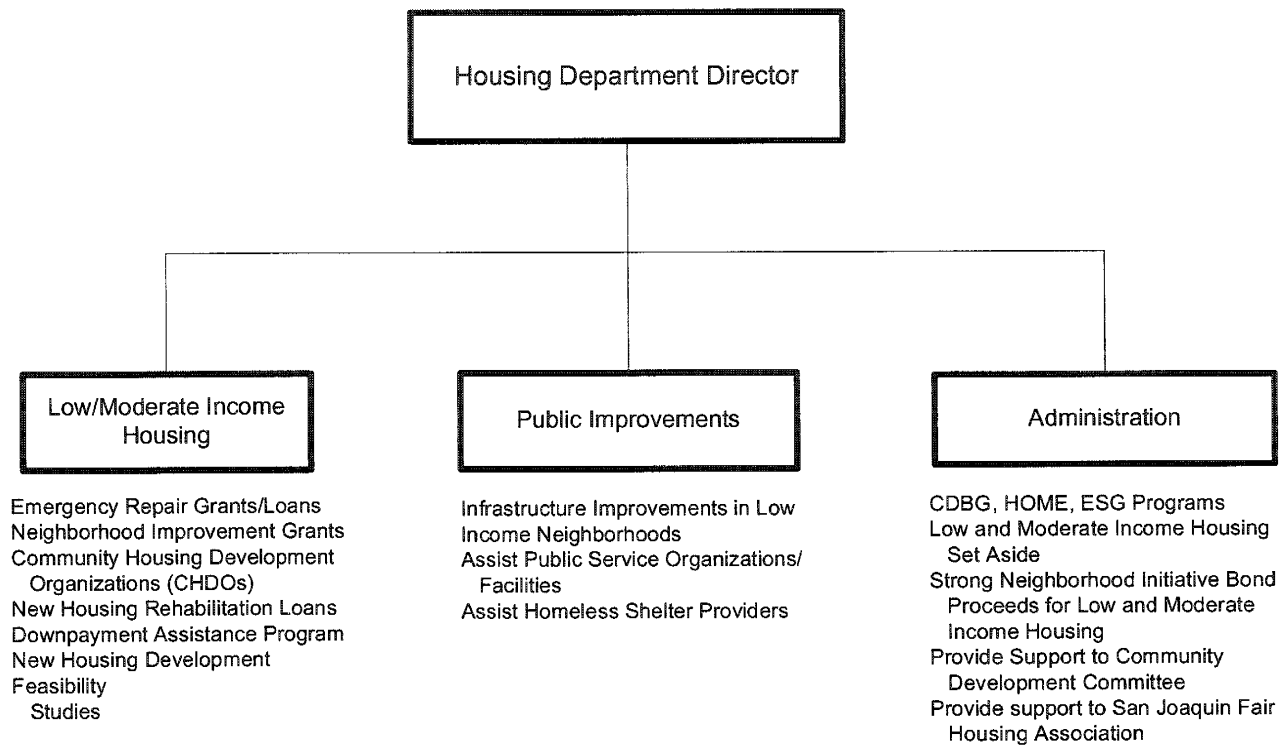 Housing Department Director
Low/Moderate Income
Housing
Emergency Repair Grants/Loans
Neighborhood Improvement Grants
Community Housing Development
Organizations (CHDOs)
New Housing Rehabilitation Loans
Downpayment Assistance Program
New Housing Development
Feasibility
Studies
Public Improvements
Infrastructure Improvements in Low
Income Neighborhoods
Assist Public Service Organizations/
Facilities
Assist Homeless Shelter Providers
Administration
CDBG, HOME, ESG Programs
Low and Moderate Income Housing
Set Aside
Strong Neighborhood Initiative Bond
Proceeds for Low and Moderate
Income Housing
Provide Support to Community
Development Committee
Provide support to San Joaquin Fair
Housing Association